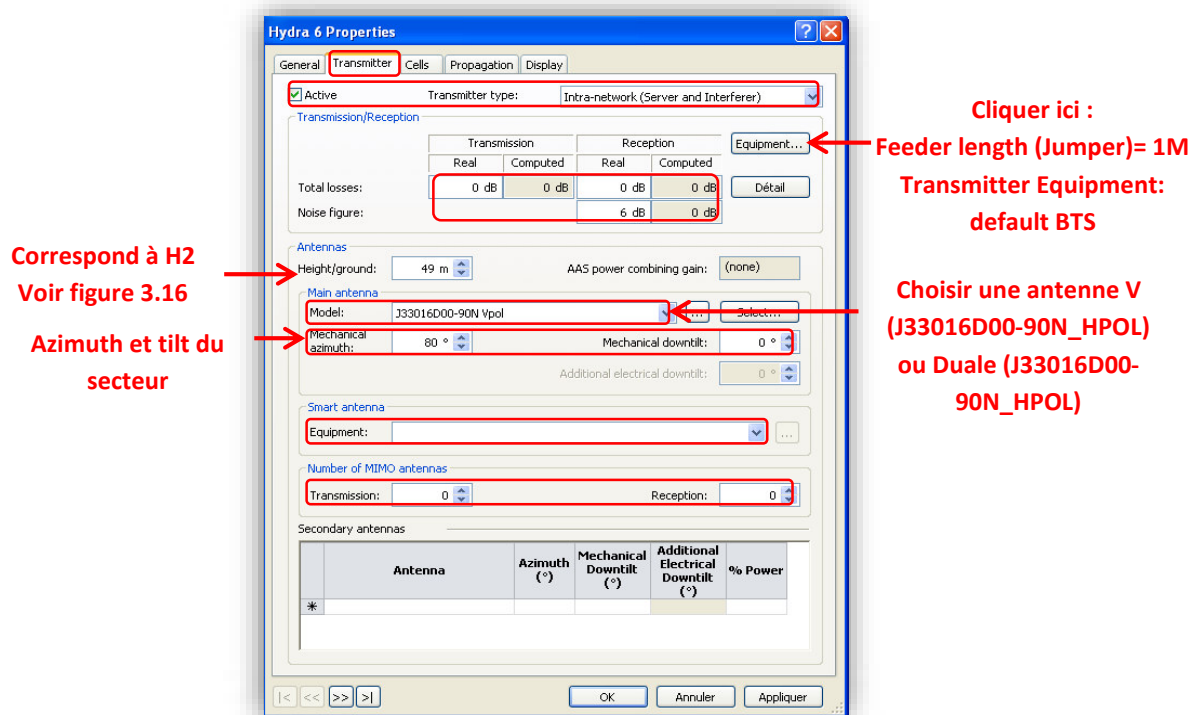 Hydra 6 Properties
General Transmitter Cells Propagation Display
Active Transmitter type: Intra-network (Server and Interferer)
Transmission/Reception
Transmission Reception Equipment...
Real Computed Real Computed
Total losses: 0 dB 0 dB 0 dB 0 dB Détail
Noise figure: 6 dB 0 dB
Cliquer ici :
Feeder length (Jumper)= 1M
Transmitter Equipment:
default BTS
Antennas
Height/ground: 49 m AAS power combining gain: (none)
Correspond à H2
Voir figure 3.16
Main antenna
Model: J33016D00-90N Vpol ... Select...
Mechanical
azimuth: 80 ° Mechanical downtilt: 0 °
Additional electrical downtilt: 0 °
Azimuth et tilt du
secteur
Choisir une antenne V
(J33016D00-90N_HPOL)
ou Duale (J33016D00-
90N_HPOL)
Smart antenna
Equipment: ...
Number of MIMO antennas
Transmission: 0 Reception: 0
Secondary antennas
Antenna Azimuth
(°) Mechanical
Downtilt
(°) Additional
Electrical
Downtilt
(°) % Power
*
|< << >> >| OK Annuler Appliquer